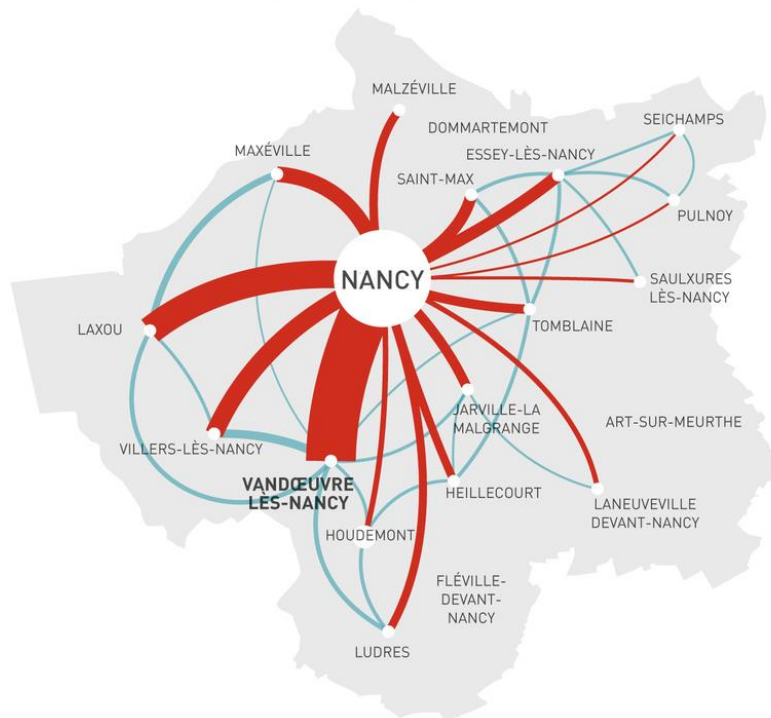 MALZÉVILLE
DOMMARTEMONT
SEICHAMPS
MAXÉVILLE
ESSEY-LÈS-NANCY
SAINT-MAX
PULNOY
NANCY
SAULXURES
LÈS-NANCY
LAXOU
TOMBLAINE
JARVILLE-LA
MALGRANGE
ART-SUR-MEURTHE
VILLERS-LÈS-NANCY
VANDŒUVRE
LÈS-NANCY
HEILLECOURT
LANEUVEVILLE
DEVANT-NANCY
HOUDEMONT
FLÉVILLE-
DEVANT-
NANCY
LUDRES